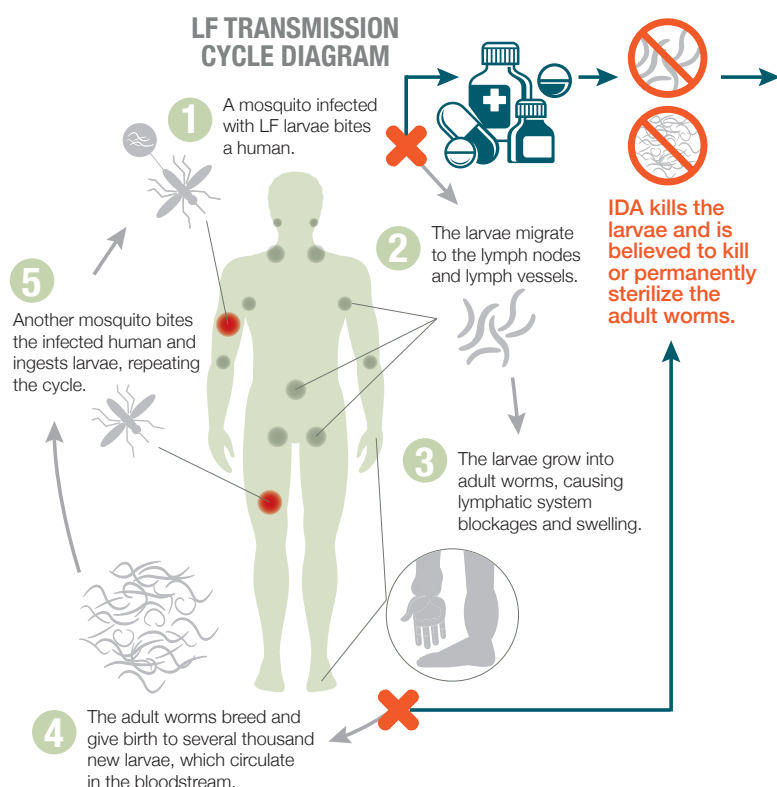 LF TRANSMISSION
CYCLE DIAGRAM
1
A mosquito infected
with LF larvae bites
a human.
2
The larvae migrate
to the lymph nodes
and lymph vessels.
IDA kills the
larvae and is
believed to kill
or permanently
sterilize the
adult worms.
3
The larvae grow into
adult worms, causing
lymphatic system
blockages and swelling.
4
The adult worms breed and
give birth to several thousand
new larvae, which circulate
in the bloodstream.
5
Another mosquito bites
the infected human and
ingests larvae, repeating
the cycle.